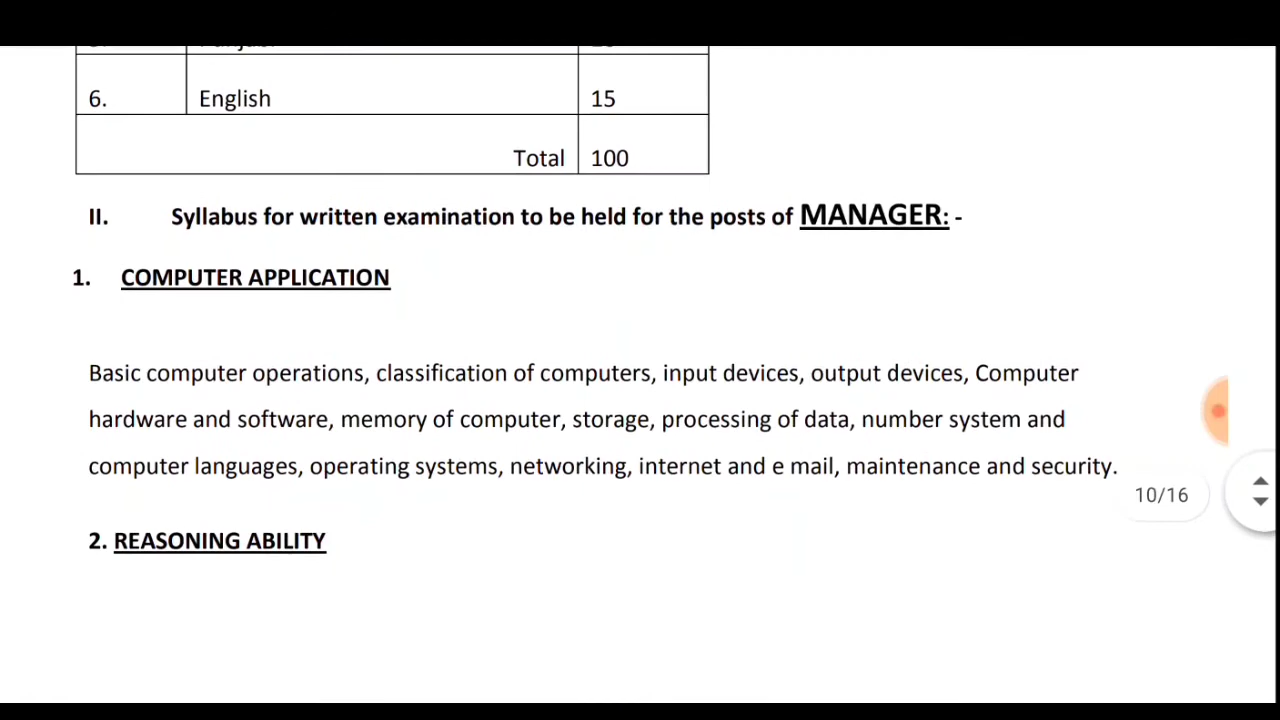 6. English 15
Total 100
II. Syllabus for written examination to be held for the posts of MANAGER: -
1. COMPUTER APPLICATION
Basic computer operations, classification of computers, input devices, output devices, Computer
hardware and software, memory of computer, storage, processing of data, number system and
computer languages, operating systems, networking, internet and e mail, maintenance and security.
10/16
2. REASONING ABILITY